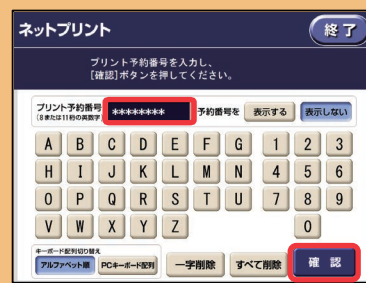 ネットプリント
終了
プリント予約番号を入力し、
[確認]ボタンを押してください。
プリント予約番号
(8または11桁の英数字)
********
予約番号を
表示する
表示しない
A B C D E F G 1 2 3
H I J K L M N 4 5 6
O P Q R S T U 7 8 9
V W X Y Z 0
キーボード配列切り替え
アルファベット順
PCキーボード配列
一字削除
すべて削除
確認